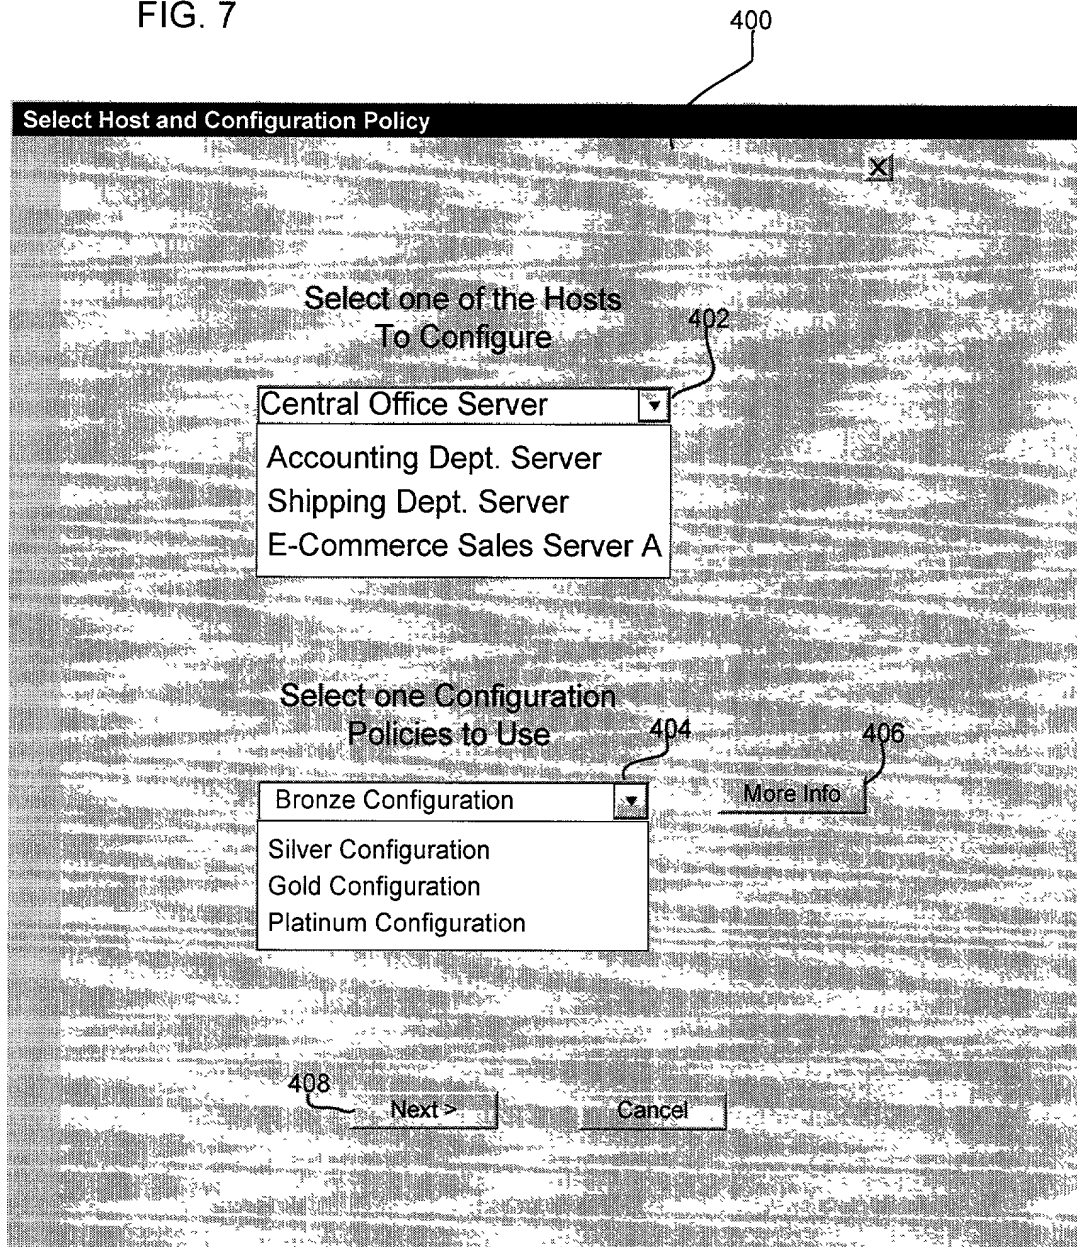 FIG. 7
400
Select Host and Configuration Policy
X
Select one of the Hosts
To Configure
402
Central Office Server
Accounting Dept. Server
Shipping Dept. Server
E-Commerce Sales Server A
Select one Configuration
Policies to Use
404
406
Bronze Configuration
More Info
Silver Configuration
Gold Configuration
Platinum Configuration
408
Next >
Cancel